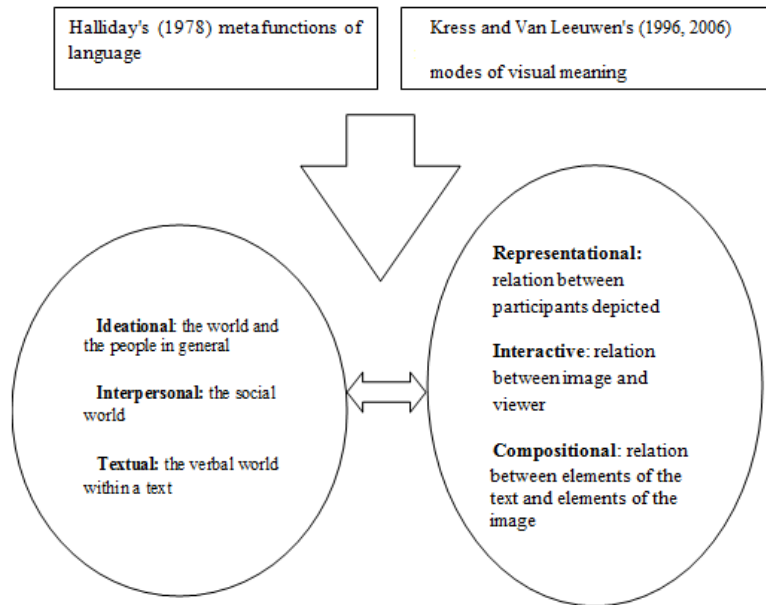 Halliday's (1978) metafunctions of
language
Kress and Van Leeuwen's (1996, 2006)
modes of visual meaning
Ideational: the world and
the people in general
Interpersonal: the social
world
Textual: the verbal world
within a text
Representational:
relation between
participants depicted
Interactive: relation
between image and
viewer
Compositional: relation
between elements of the
text and elements of the
image